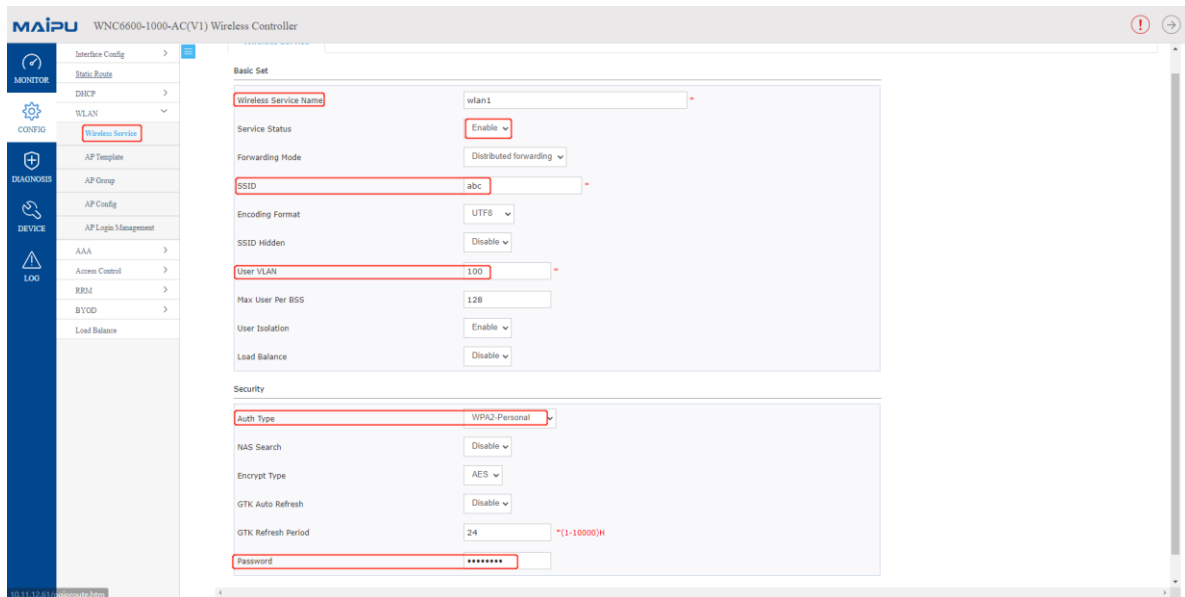 MAIPU WNC6600-1000-AC(V1) Wireless Controller
MONITOR
CONFIG
DIAGNOSIS
DEVICE
LOG
Interface Config
Static Route
DHCP
WLAN
Wireless Service
AP Template
AP Group
AP Config
AP Login Management
AAA
Access Control
RRM
BYOD
Load Balance
Basic Set
Wireless Service Name wlan1 *
Service Status Enable
Forwarding Mode Distributed forwarding
SSID abc *
Encoding Format UTF8
SSID Hidden Disable
User VLAN 100 *
Max User Per BSS 128
User Isolation Enable
Load Balance Disable
Security
Auth Type WPA2-Personal
NAS Search Disable
Encrypt Type AES
GTK Auto Refresh Disable
GTK Refresh Period 24 *(1-10000)H
Password ••••••••